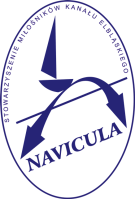 STOWARZYSZENIE MIŁOŚNIKÓW KANAŁU ELBLĄSKIEGO
NAVICULA